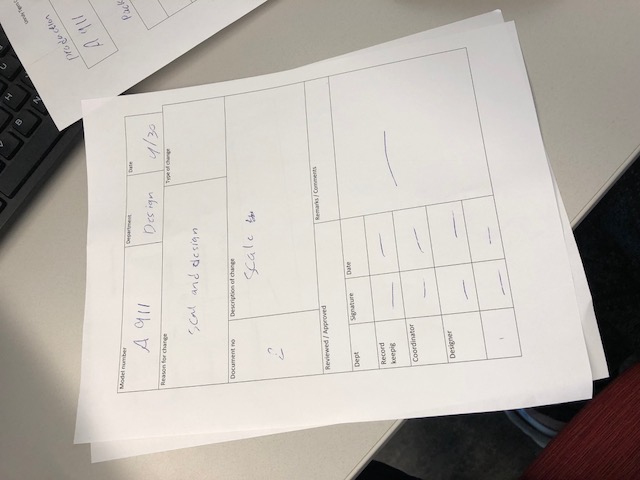 Model number
A 911
Department
Design
Date
4/30
Reason for change
scal and design
Type of change
Document no
2
Description of change
scale
Reviewed / Approved
Remarks / Comments
Dept
Signature
Date
Record
keepig
Coordinator
Designer
production
A 911
Pack